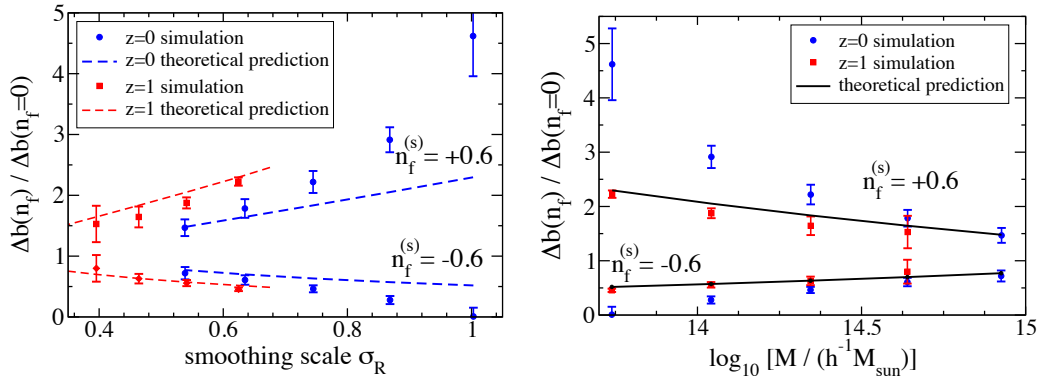 z=0 simulation
z=0 theoretical prediction
z=1 simulation
z=1 theoretical prediction
n_f^(s) = +0.6
n_f^(s) = -0.6
Δb(n_f) / Δb(n_f=0)
5
4
3
2
1
0
0.4 0.6 0.8 1
smoothing scale σ_R
z=0 simulation
z=1 simulation
theoretical prediction
n_f^(s) = +0.6
n_f^(s) = -0.6
Δb(n_f) / Δb(n_f=0)
5
4
3
2
1
0
14 14.5 15
log_10 [M / (h^-1 M_sun)]